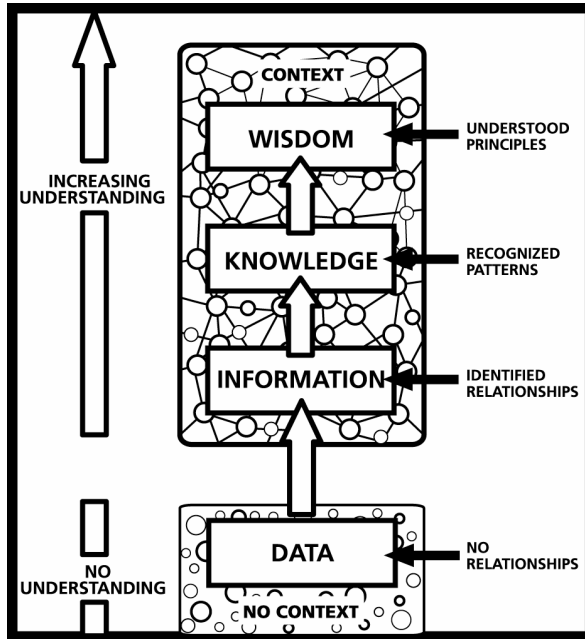 CONTEXT
WISDOM
UNDERSTOOD
PRINCIPLES
INCREASING
UNDERSTANDING
KNOWLEDGE
RECOGNIZED
PATTERNS
INFORMATION
IDENTIFIED
RELATIONSHIPS
DATA
NO
RELATIONSHIPS
NO
UNDERSTANDING
NO CONTEXT